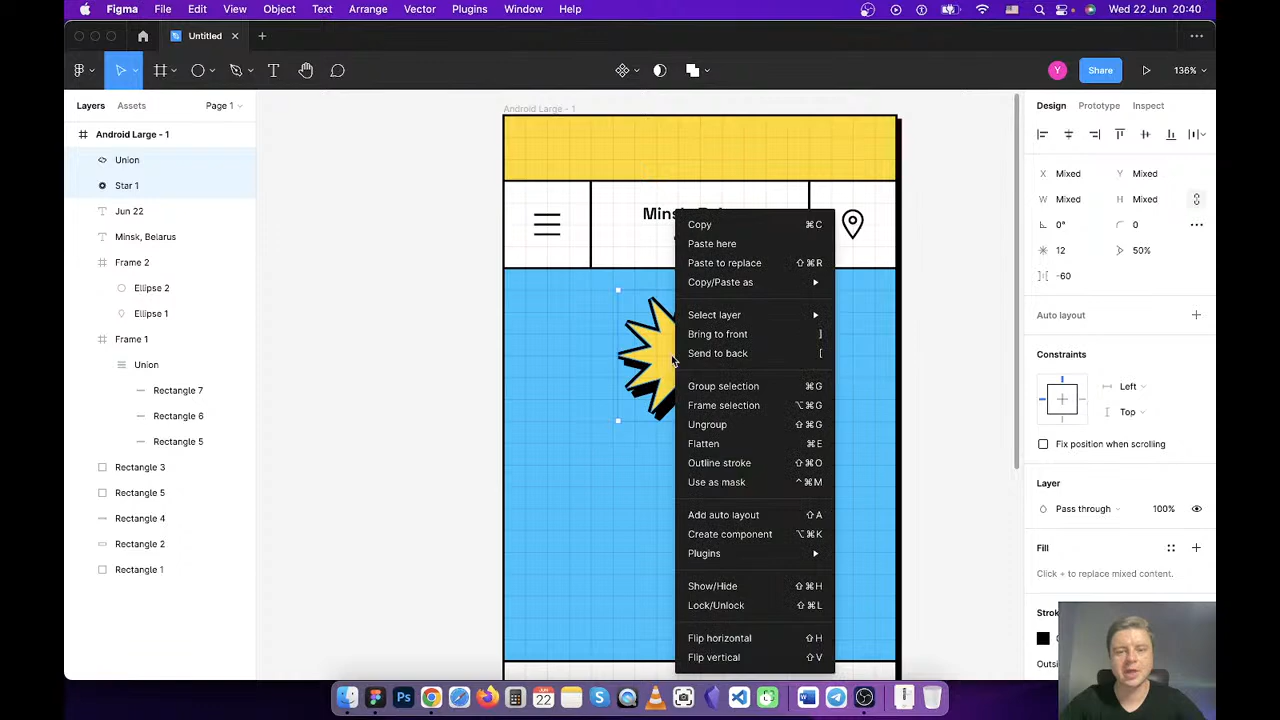 Figma File Edit View Object Text Arrange Vector Plugins Window Help Wed 22 Jun 20:40
Untitled
Y Share 136%
Layers Assets Page 1
Android Large - 1
Union
Star 1
Jun 22
Minsk, Belarus
Frame 2
Ellipse 2
Ellipse 1
Frame 1
Union
Rectangle 7
Rectangle 6
Rectangle 5
Rectangle 3
Rectangle 5
Rectangle 4
Rectangle 2
Rectangle 1
Android Large - 1
Copy ⌘C
Paste here
Paste to replace ⇧⌘R
Copy/Paste as
Select layer
Bring to front ]
Send to back [
Group selection ⌘G
Frame selection ⌥⌘G
Ungroup ⇧⌘G
Flatten ⌘E
Outline stroke ⇧⌘O
Use as mask ^⌘M
Add auto layout ⇧A
Create component ⌥⌘K
Plugins
Show/Hide ⇧⌘H
Lock/Unlock ⇧⌘L
Flip horizontal ⇧H
Flip vertical ⇧V
Design Prototype Inspect
X Mixed Y Mixed
W Mixed H Mixed
0° 0
12 50%
-60
Auto layout
Constraints
Left
Top
Fix position when scrolling
Layer
Pass through 100%
Fill
Click + to replace mixed content.
JUN
22